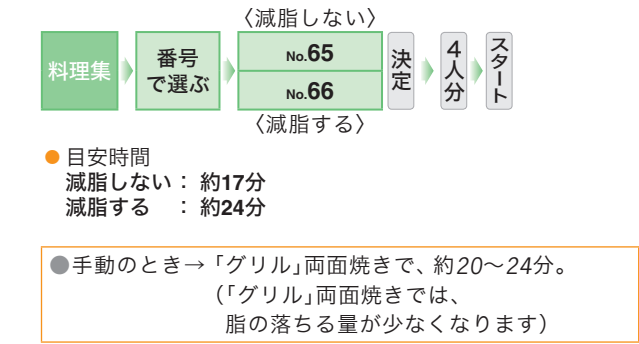 〈減脂しない〉
料理集 番号で選ぶ No.65 決定 4人分 スタート
No.66
〈減脂する〉
●目安時間
減脂しない： 約17分
減脂する ： 約24分
●手動のとき→「グリル」両面焼きで、約20〜24分。
（「グリル」両面焼きでは、
脂の落ちる量が少なくなります）